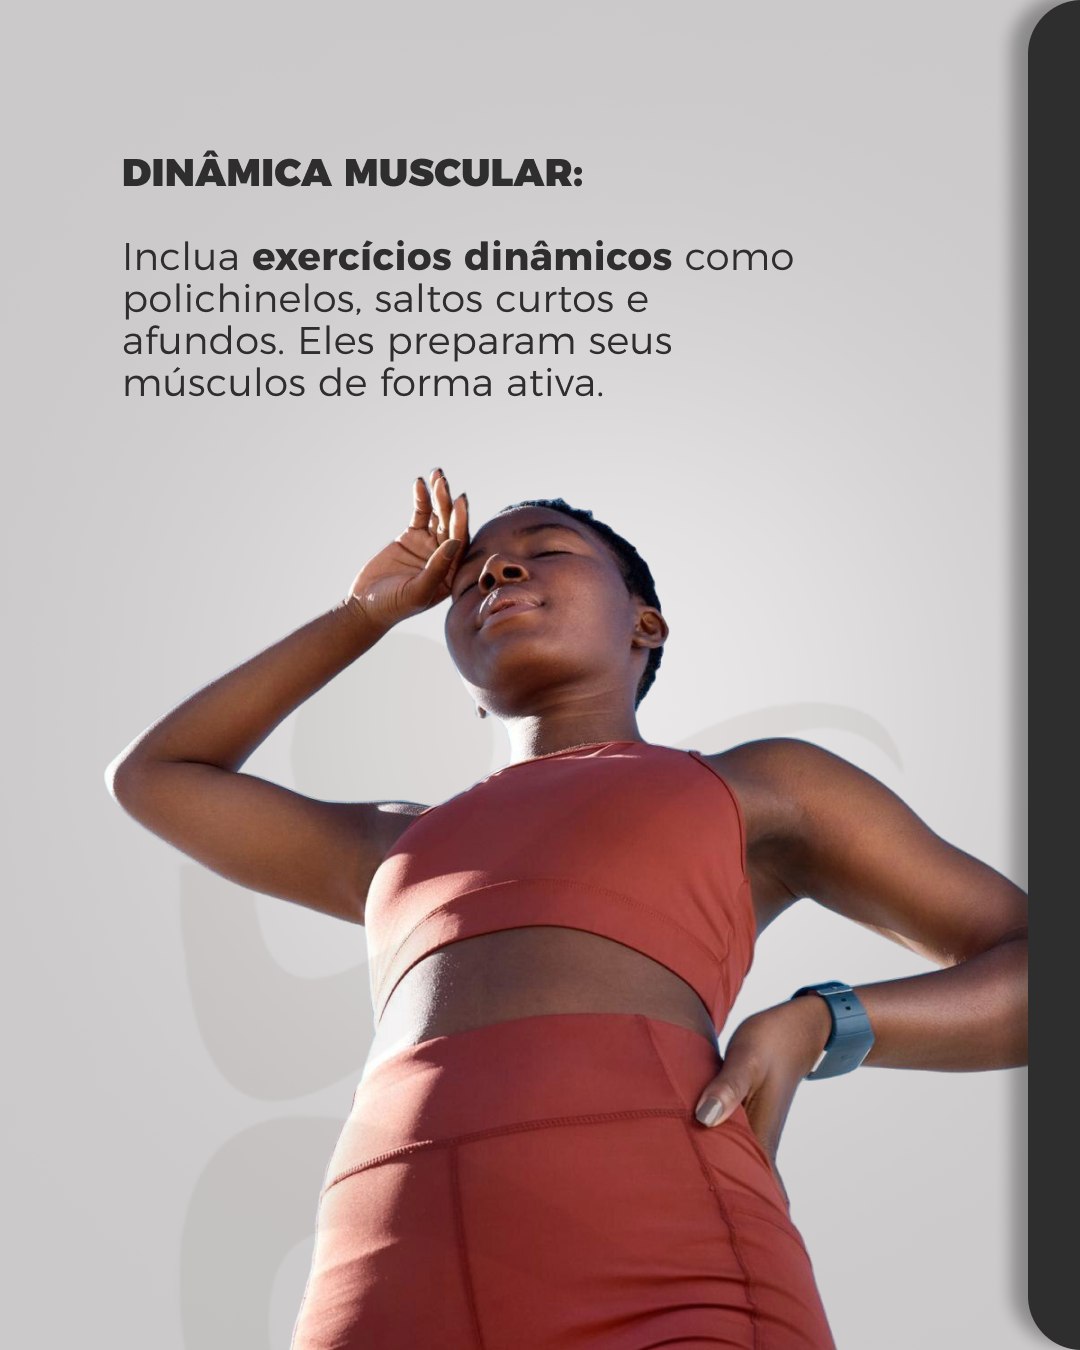 DINÂMICA MUSCULAR:
Inclua exercícios dinâmicos como
polichinelos, saltos curtos e
afundos. Eles preparam seus
músculos de forma ativa.